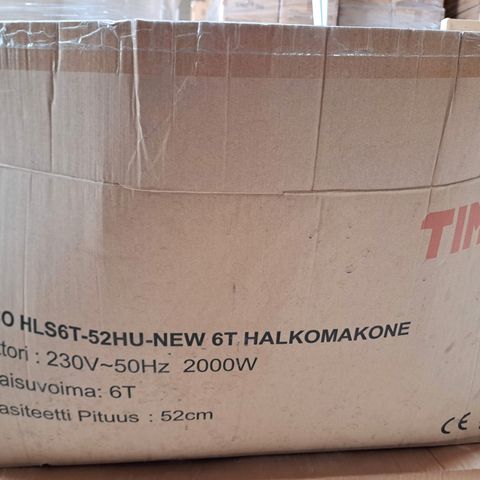 TIM
O HLS6T-52HU-NEW 6T HALKOMAKONE
ttori : 230V~50Hz 2000W
aisuvoima: 6T
asiteetti Pituus : 52cm
CE